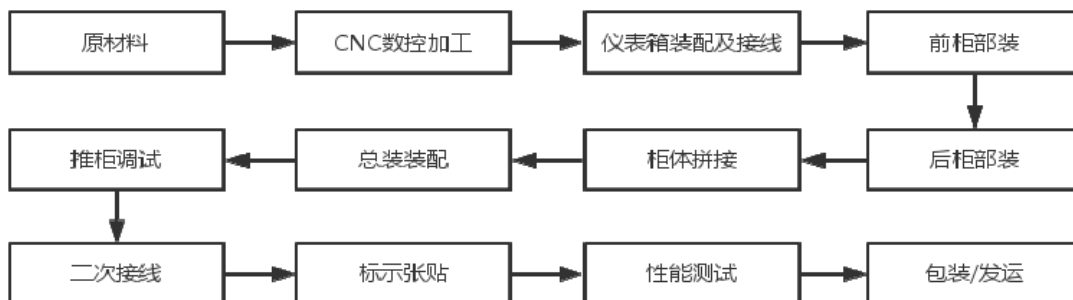 原材料
CNC数控加工
仪表箱装配及接线
前柜部装
后柜部装
柜体拼接
总装装配
推柜调试
二次接线
标示张贴
性能测试
包装/发运